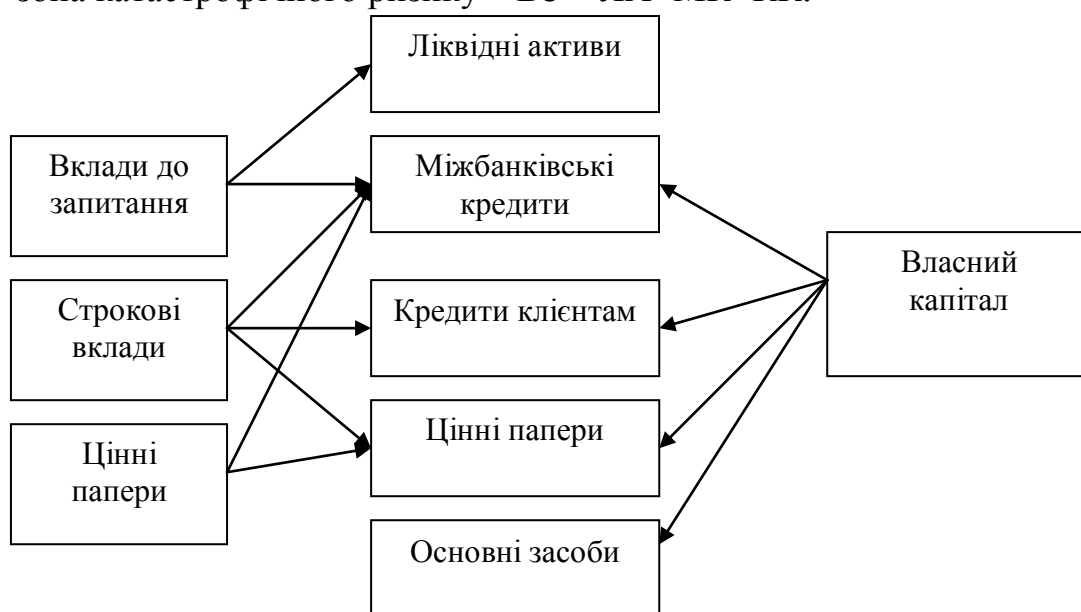 Ліквідні активи
Вклади до
запитання
Міжбанківські
кредити
Власний
капітал
Строкові
вклади
Кредити клієнтам
Цінні
папери
Цінні папери
Основні засоби